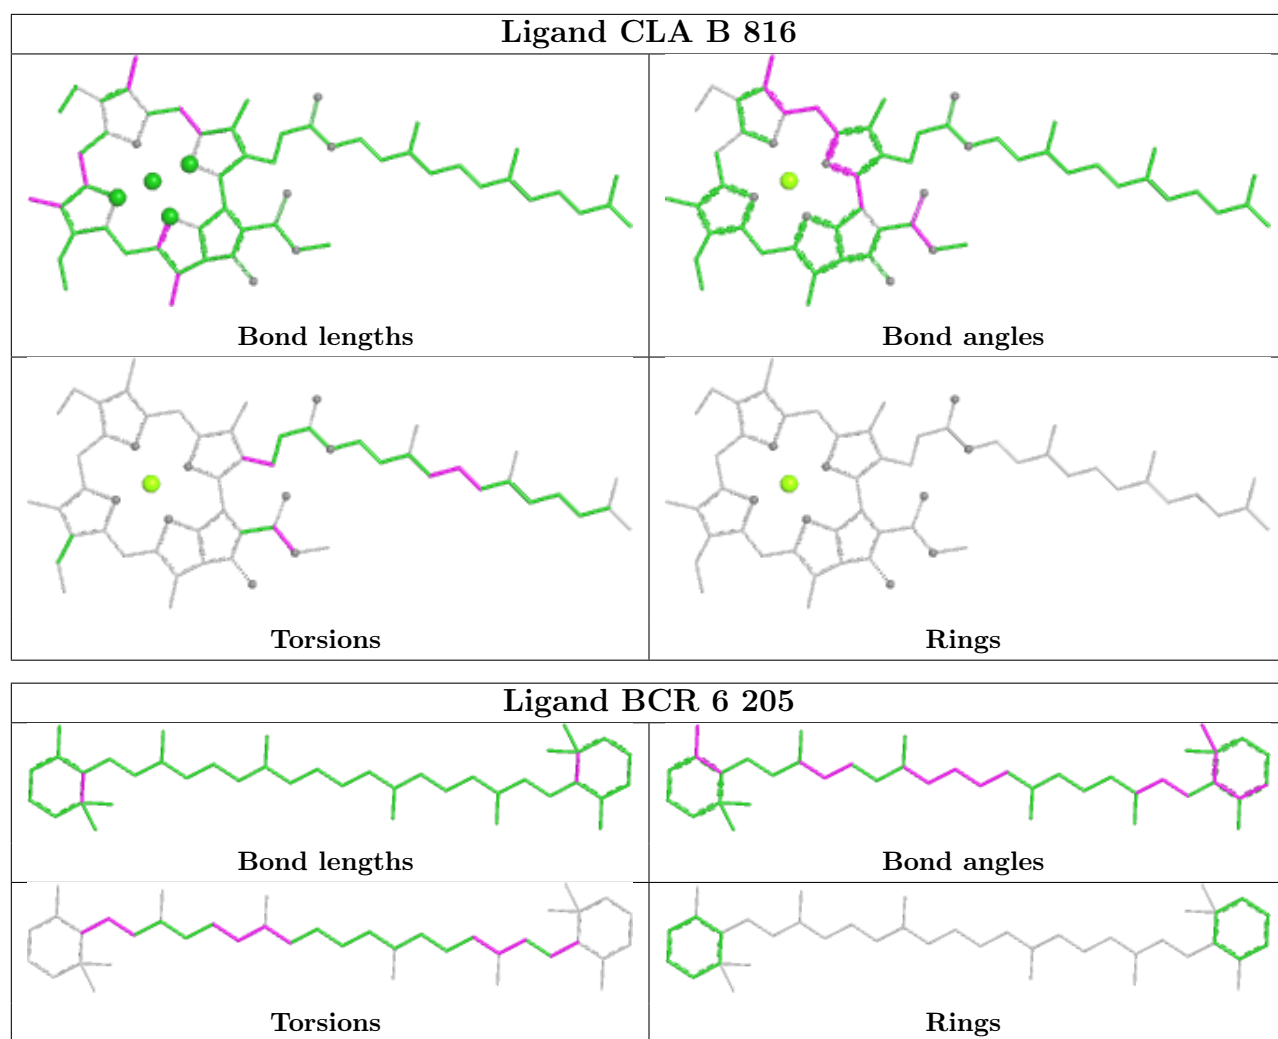 Ligand CLA B 816
Bond lengths
Bond angles
Torsions
Rings
Ligand BCR 6 205
Bond lengths
Bond angles
Torsions
Rings